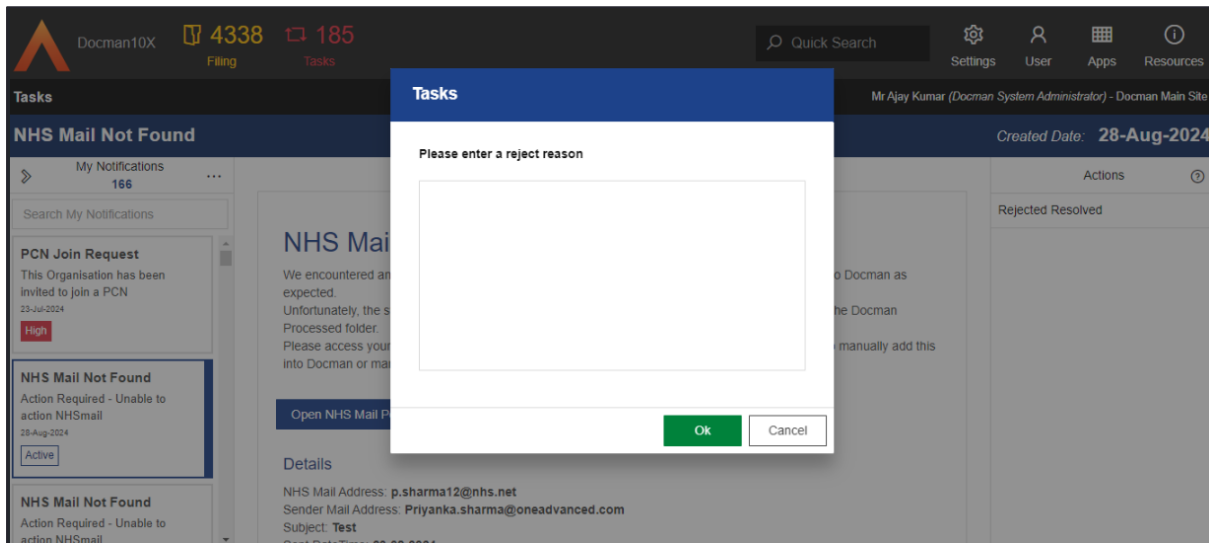 Docman10X
4338
Filing
185
Tasks
Quick Search
Settings
User
Apps
Resources
Tasks
Mr Ajay Kumar (Docman System Administrator) - Docman Main Site
NHS Mail Not Found
Created Date: 28-Aug-2024
My Notifications
166
...
Search My Notifications
PCN Join Request
This Organisation has been
invited to join a PCN
23-Jul-2024
High
NHS Mail Not Found
Action Required - Unable to
action NHSmail
28-Aug-2024
Active
NHS Mail Not Found
Action Required - Unable to
action NHSmail
NHS Mai
We encountered an
o Docman as
expected.
Unfortunately, the s
he Docman
Processed folder.
Please access your
manually add this
into Docman or ma
Open NHS Mail P
Details
NHS Mail Address: p.sharma12@nhs.net
Sender Mail Address: Priyanka.sharma@oneadvanced.com
Subject: Test
Tasks
Please enter a reject reason
Ok
Cancel
Actions
Rejected Resolved